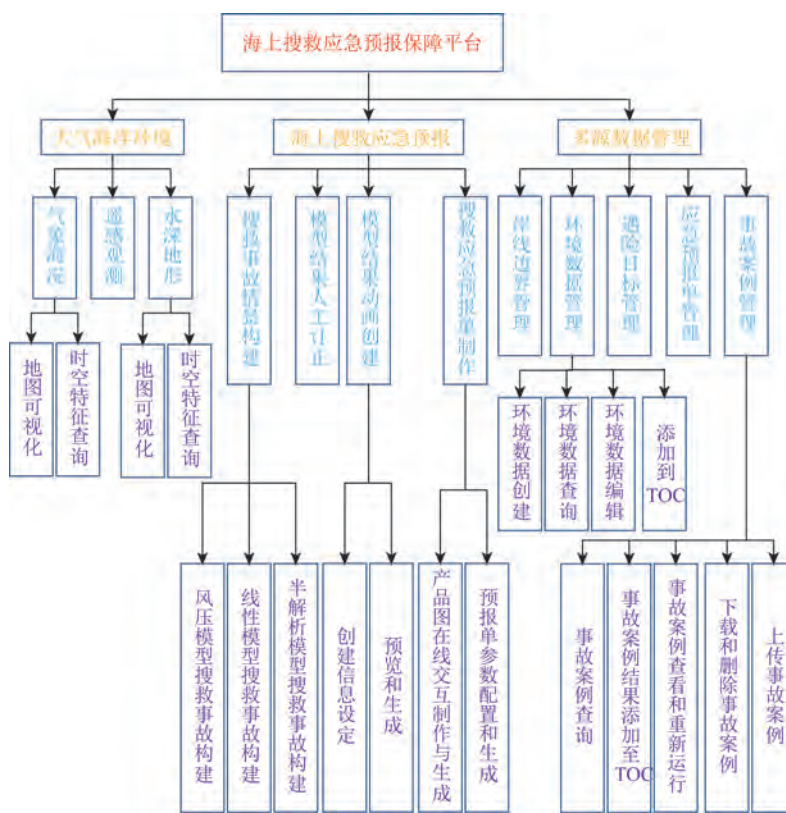 海上搜救应急预报保障平台
大气海洋环境
海上搜救应急预报
多源数据管理
气象海况
遥感观测
水深地形
搜救事故情景构建
模型结果人工订正
模型结果动画创建
搜救应急预报单制作
岸线边界管理
环境数据管理
遇险目标管理
应急预报单管理
事故案例管理
地图可视化
时空特征查询
地图可视化
时空特征查询
环境数据创建
环境数据查询
环境数据编辑
添加到TOC
风压模型搜救事故构建
线性模型搜救事故构建
半解析模型搜救事故构建
创建信息设定
预览和生成
产品图在线交互制作与生成
预报单参数配置和生成
事故案例查询
事故案例结果添加至TOC
事故案例查看和重新运行
下载和删除事故案例
上传事故案例